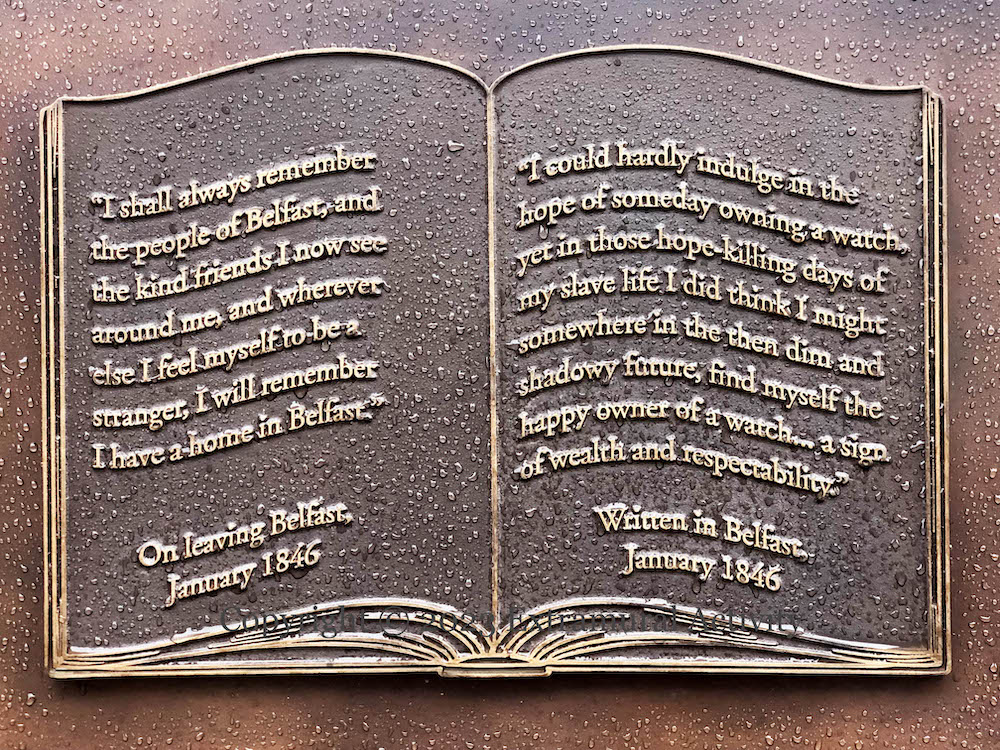 “I shall always remember
the people of Belfast, and
the kind friends I now see
around me, and wherever
else I feel myself to be a
stranger, I will remember
I have a home in Belfast.”
On leaving Belfast,
January 1846
“I could hardly indulge in the
hope of someday owning a watch,
yet in those hope-killing days of
my slave life I did think I might
somewhere in the then dim and
shadowy future, find myself the
happy owner of a watch... a sign
of wealth and respectability.”
Written in Belfast,
January 1846
Copyright © Extramural Activity